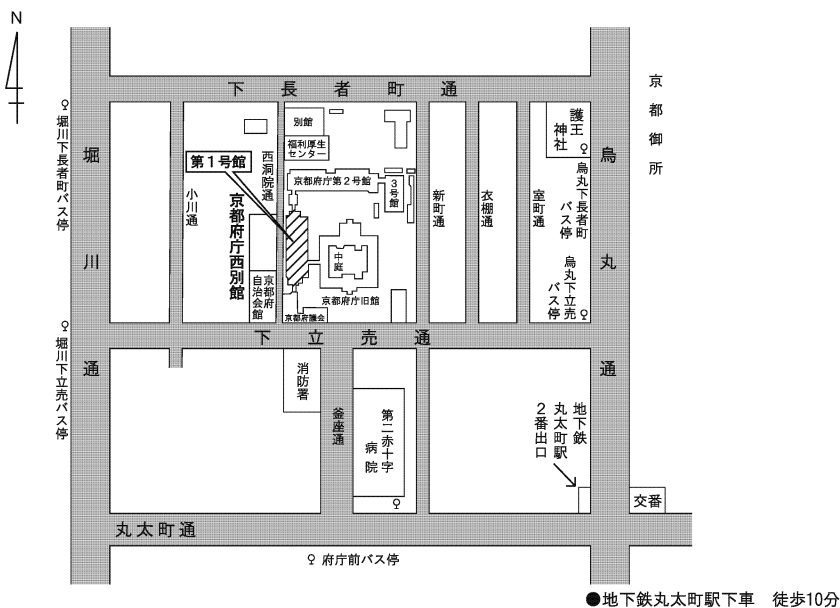 N
下長者町通
京都御所
別館
福利厚生
センター
護王
神社
第1号館
京都府庁第2号館
3号館
堀川下長者町バス停
堀川通
小川通
西洞院通
新町通
衣棚通
室町通
烏丸下長者町
バス停
烏丸通
京都府庁西別館
中庭
京都府庁旧館
京都府
自治会館
京都府議会
烏丸下立売
バス停
下立売通
堀川下立売バス停
消防署
釜座通
第二赤十字
病院
地下鉄
丸太町駅
2番出口
交番
丸太町通
府庁前バス停
●地下鉄丸太町駅下車 徒歩10分